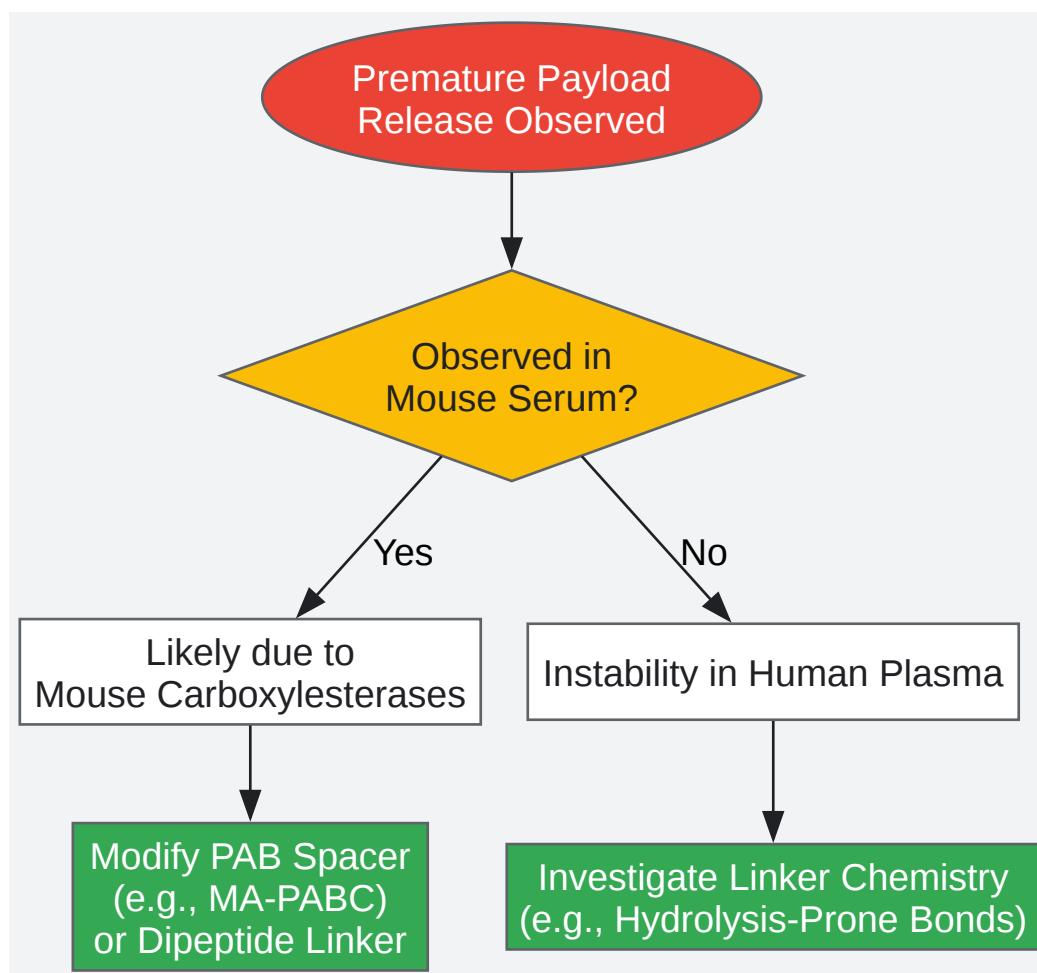 Premature Payload
Release Observed
Observed in
Mouse Serum?
Yes
No
Likely due to
Mouse Carboxylesterases
Instability in Human Plasma
Modify PAB Spacer
(e.g., MA-PABC)
or Dipeptide Linker
Investigate Linker Chemistry
(e.g., Hydrolysis-Prone Bonds)